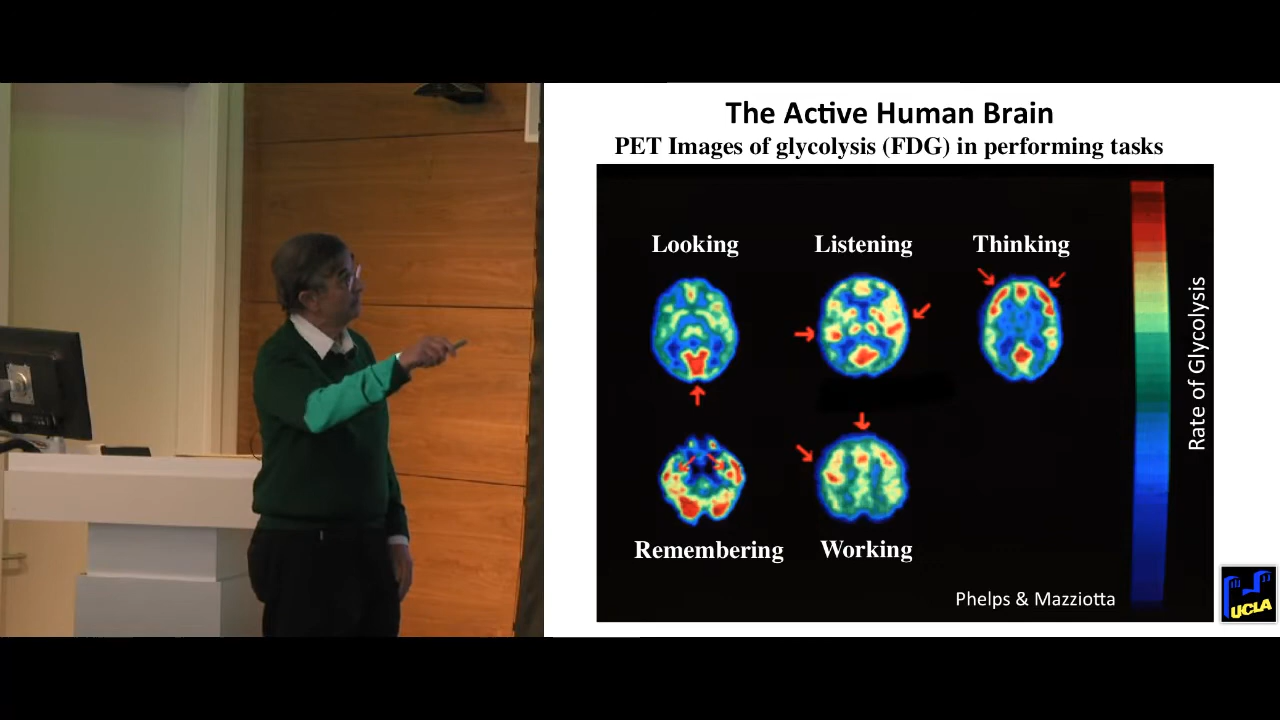 The Active Human Brain
PET Images of glycolysis (FDG) in performing tasks
Looking
Listening
Thinking
Rate of Glycolysis
Remembering
Working
Phelps & Mazziotta
UCLA